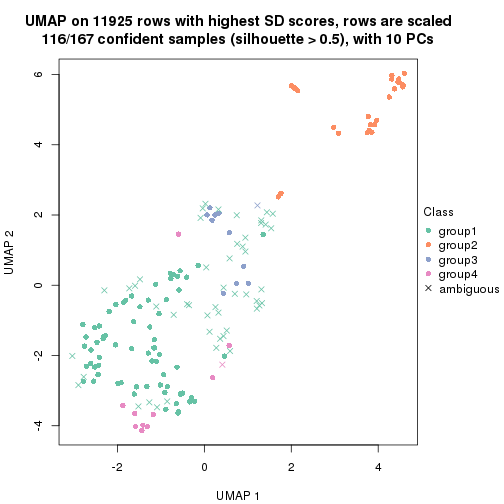 UMAP on 11925 rows with highest SD scores, rows are scaled
116/167 confident samples (silhouette > 0.5), with 10 PCs
6
4
2
0
-2
-4
UMAP 2
-2
0
2
4
UMAP 1
Class
group1
group2
group3
group4
ambiguous